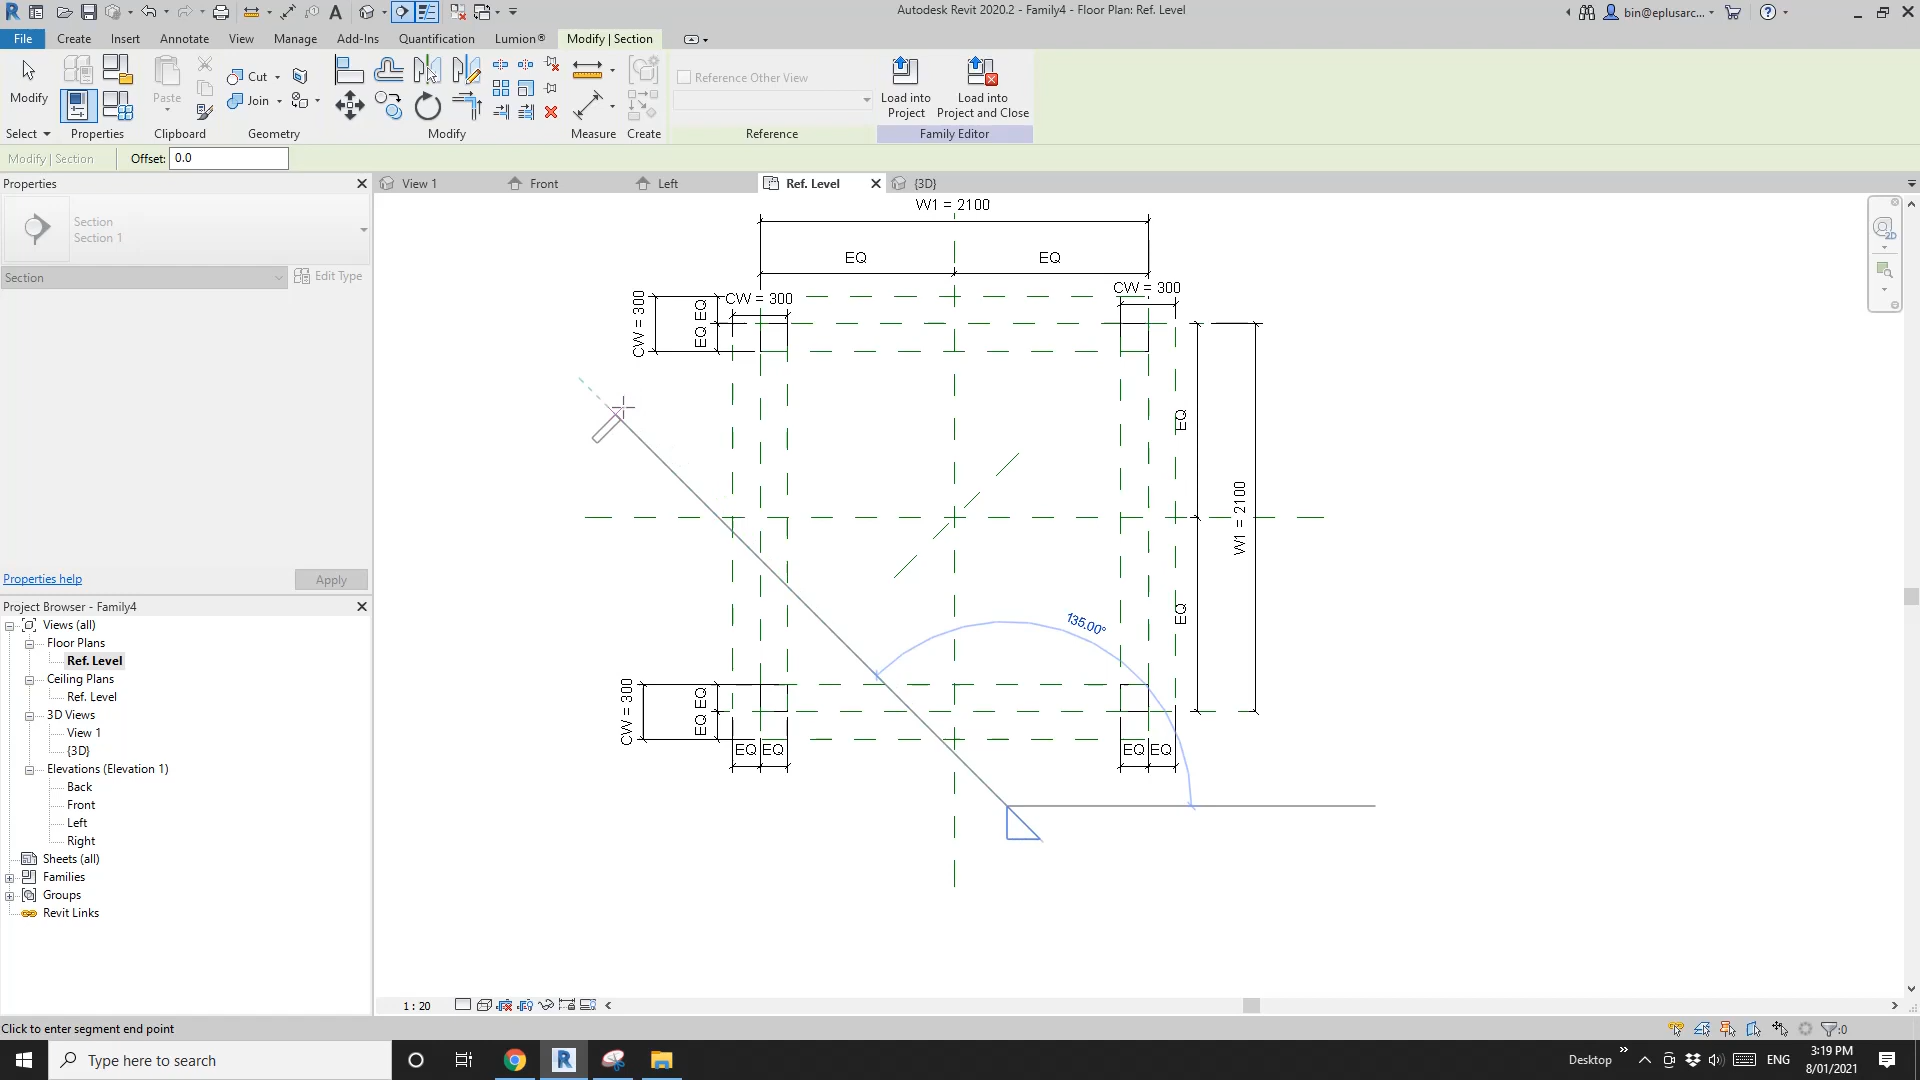 Autodesk Revit 2020.2 - Family4 - Floor Plan: Ref. Level
bin@eplusarc...
File
Create
Insert
Annotate
View
Manage
Add-Ins
Quantification
Lumion®
Modify | Section
Modify
Paste
Cut
Join
Reference Other View
Load into
Project
Load into
Project and Close
Select
Properties
Clipboard
Geometry
Modify
Measure
Create
Reference
Family Editor
Modify | Section
Offset:
0.0
Properties
View 1
Front
Left
Ref. Level
{3D}
Section
Section 1
Section
Edit Type
2D
W1 = 2100
EQ
EQ
CW = 300
CW = 300
CW = 300
EQ EQ
EQ
W1 = 2100
EQ
135.00°
CW = 300
EQ EQ
EQ EQ
EQ EQ
Properties help
Apply
Project Browser - Family4
Views (all)
Floor Plans
Ref. Level
Ceiling Plans
Ref. Level
3D Views
View 1
{3D}
Elevations (Elevation 1)
Back
Front
Left
Right
Sheets (all)
Families
Groups
Revit Links
1 : 20
Click to enter segment end point
:0
Type here to search
Desktop
ENG
3:19 PM
8/01/2021